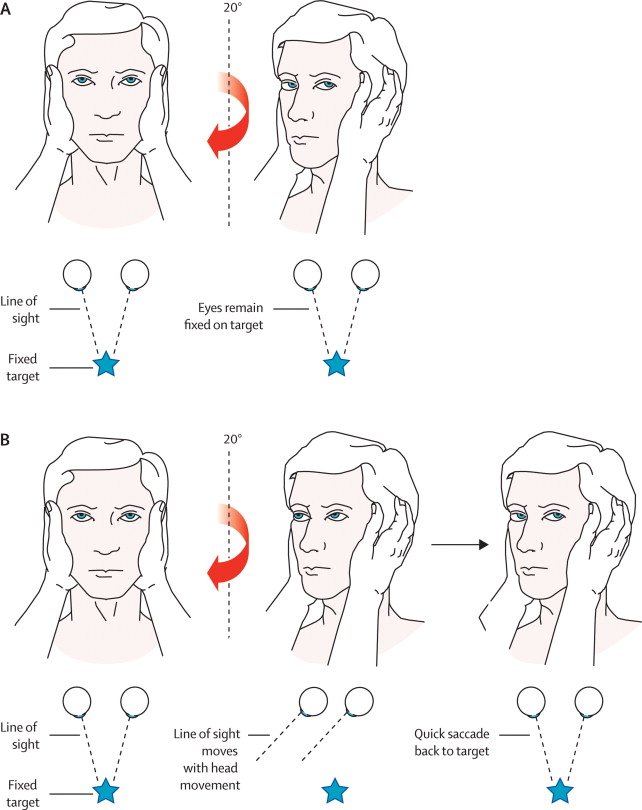 A
20°
Line of
sight
Eyes remain
fixed on target
Fixed
target
B
20°
Line of
sight
Line of sight
moves
with head
movement
Quick saccade
back to target
Fixed
target